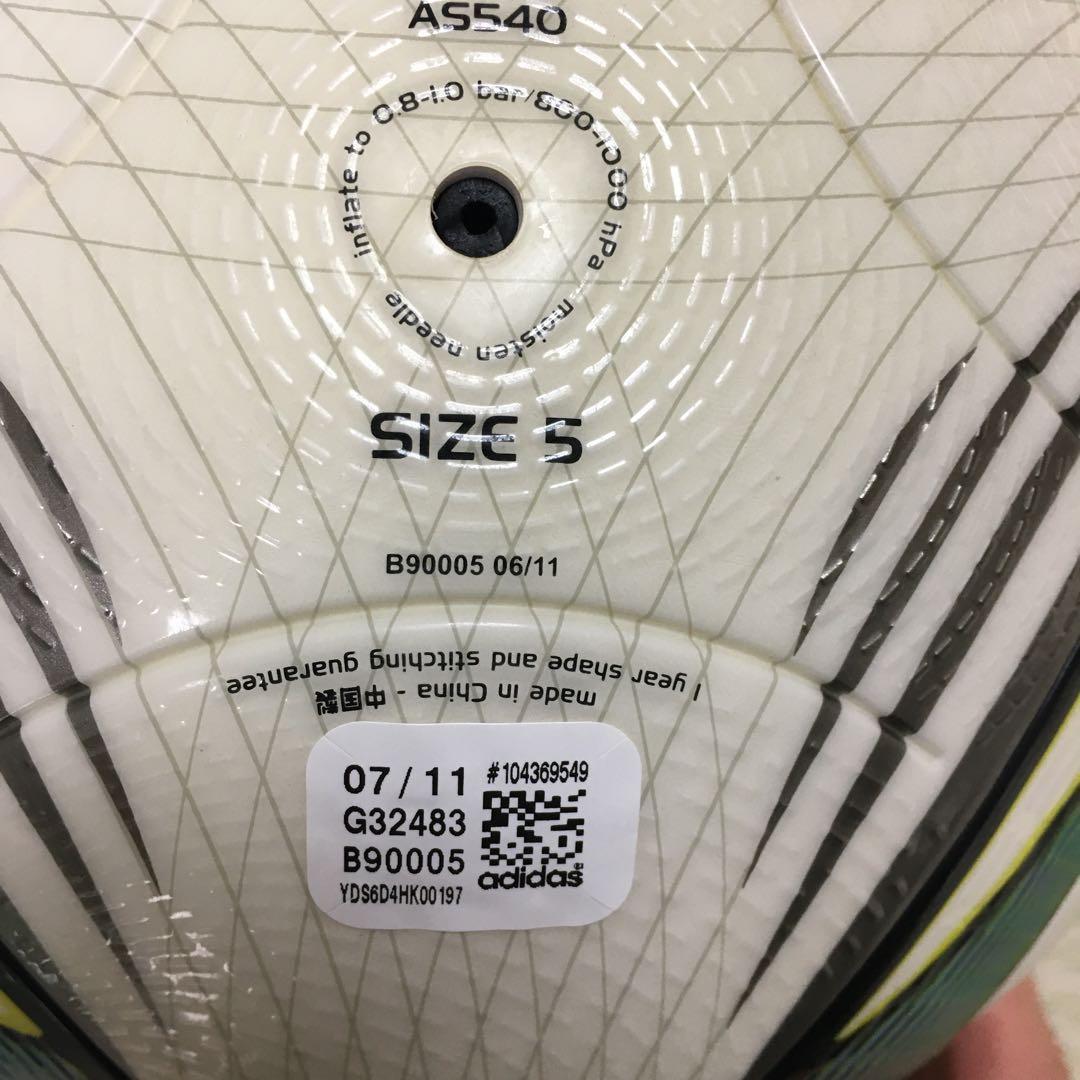 AS540
inflate to 0.8-1.0 bar/800-1000 hPa
moisten needle
SIZE 5
B90005 06/11
1 year shape and stitching guarantee
made in China - 中国製
07/11 #104369549
G32483
B90005
adidas
YDS6D4HK00197